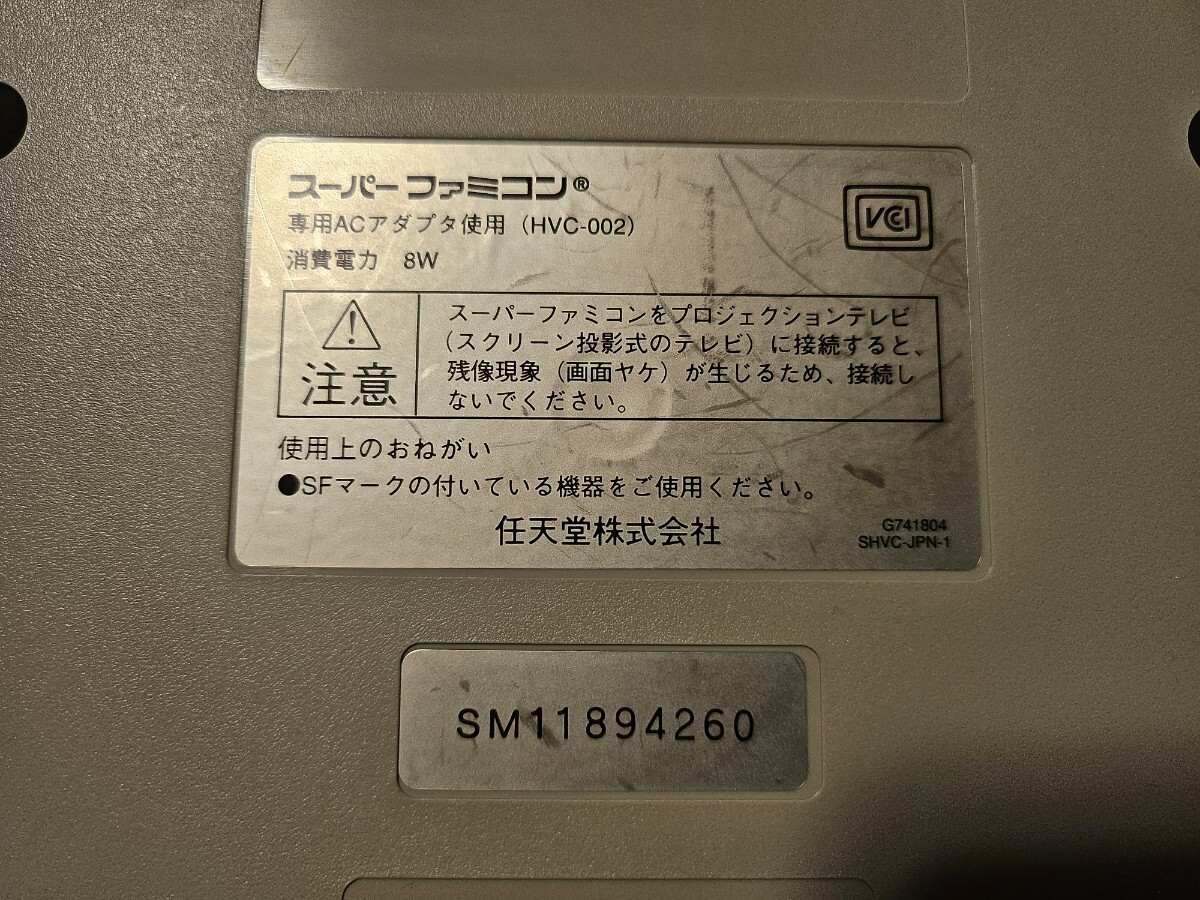 スーパーファミコン®
専用ACアダプタ使用（HVC-002）
消費電力 8W
VCCI
注意
スーパーファミコンをプロジェクションテレビ
（スクリーン投影式のテレビ）に接続すると、
残像現象（画面ヤケ）が生じるため、接続し
ないでください。
使用上のおねがい
●SFマークの付いている機器をご使用ください。
任天堂株式会社
G741804
SHVC-JPN-1
SM11894260